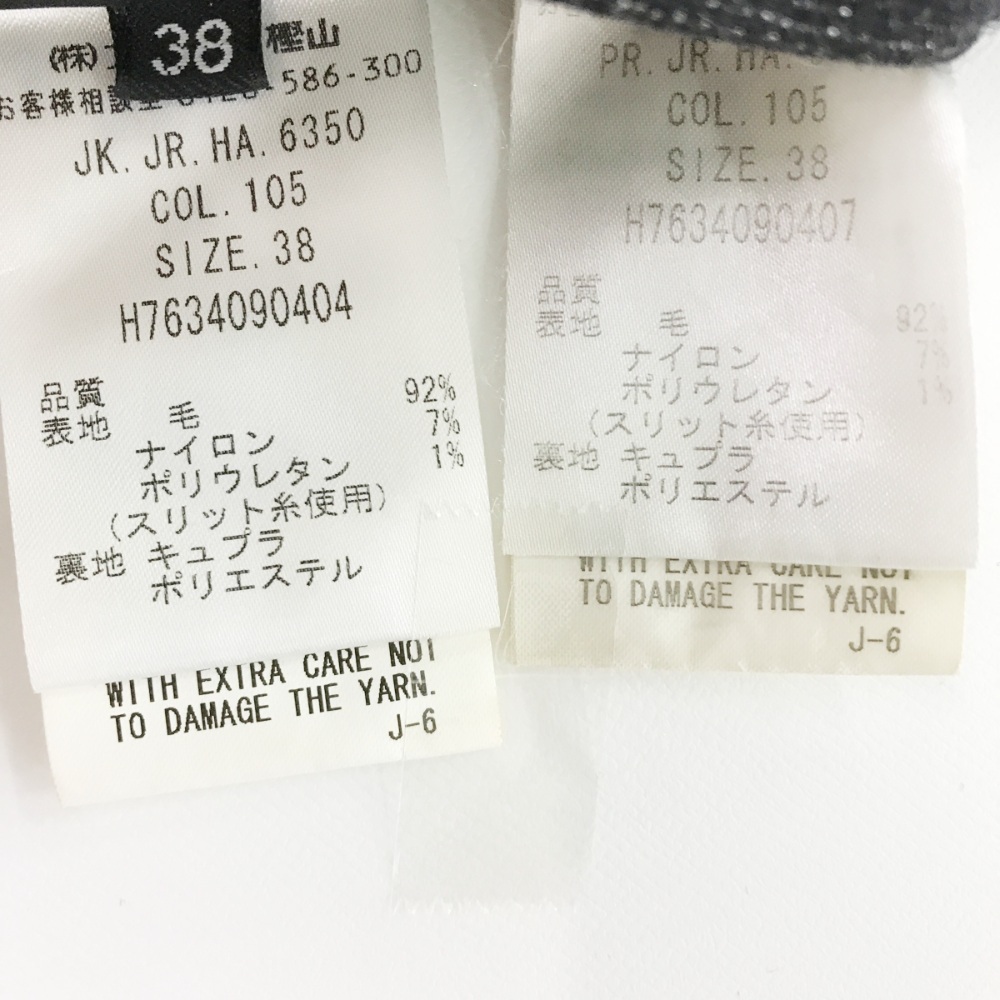 38
(株) 樫山
お客様相談室 586-300
JK. JR. HA. 6350
COL. 105
SIZE. 38
H7634090404
品質
表地 毛 92%
ナイロン 7%
ポリウレタン 1%
(スリット糸使用)
裏地 キュプラ
ポリエステル
WITH EXTRA CARE NOT
TO DAMAGE THE YARN.
J-6
PR. JR. HA.
COL. 105
SIZE. 38
H7634090407
品質
表地 毛 92%
ナイロン 7%
ポリウレタン 1%
(スリット糸使用)
裏地 キュプラ
ポリエステル
WITH EXTRA CARE NOT
TO DAMAGE THE YARN.
J-6